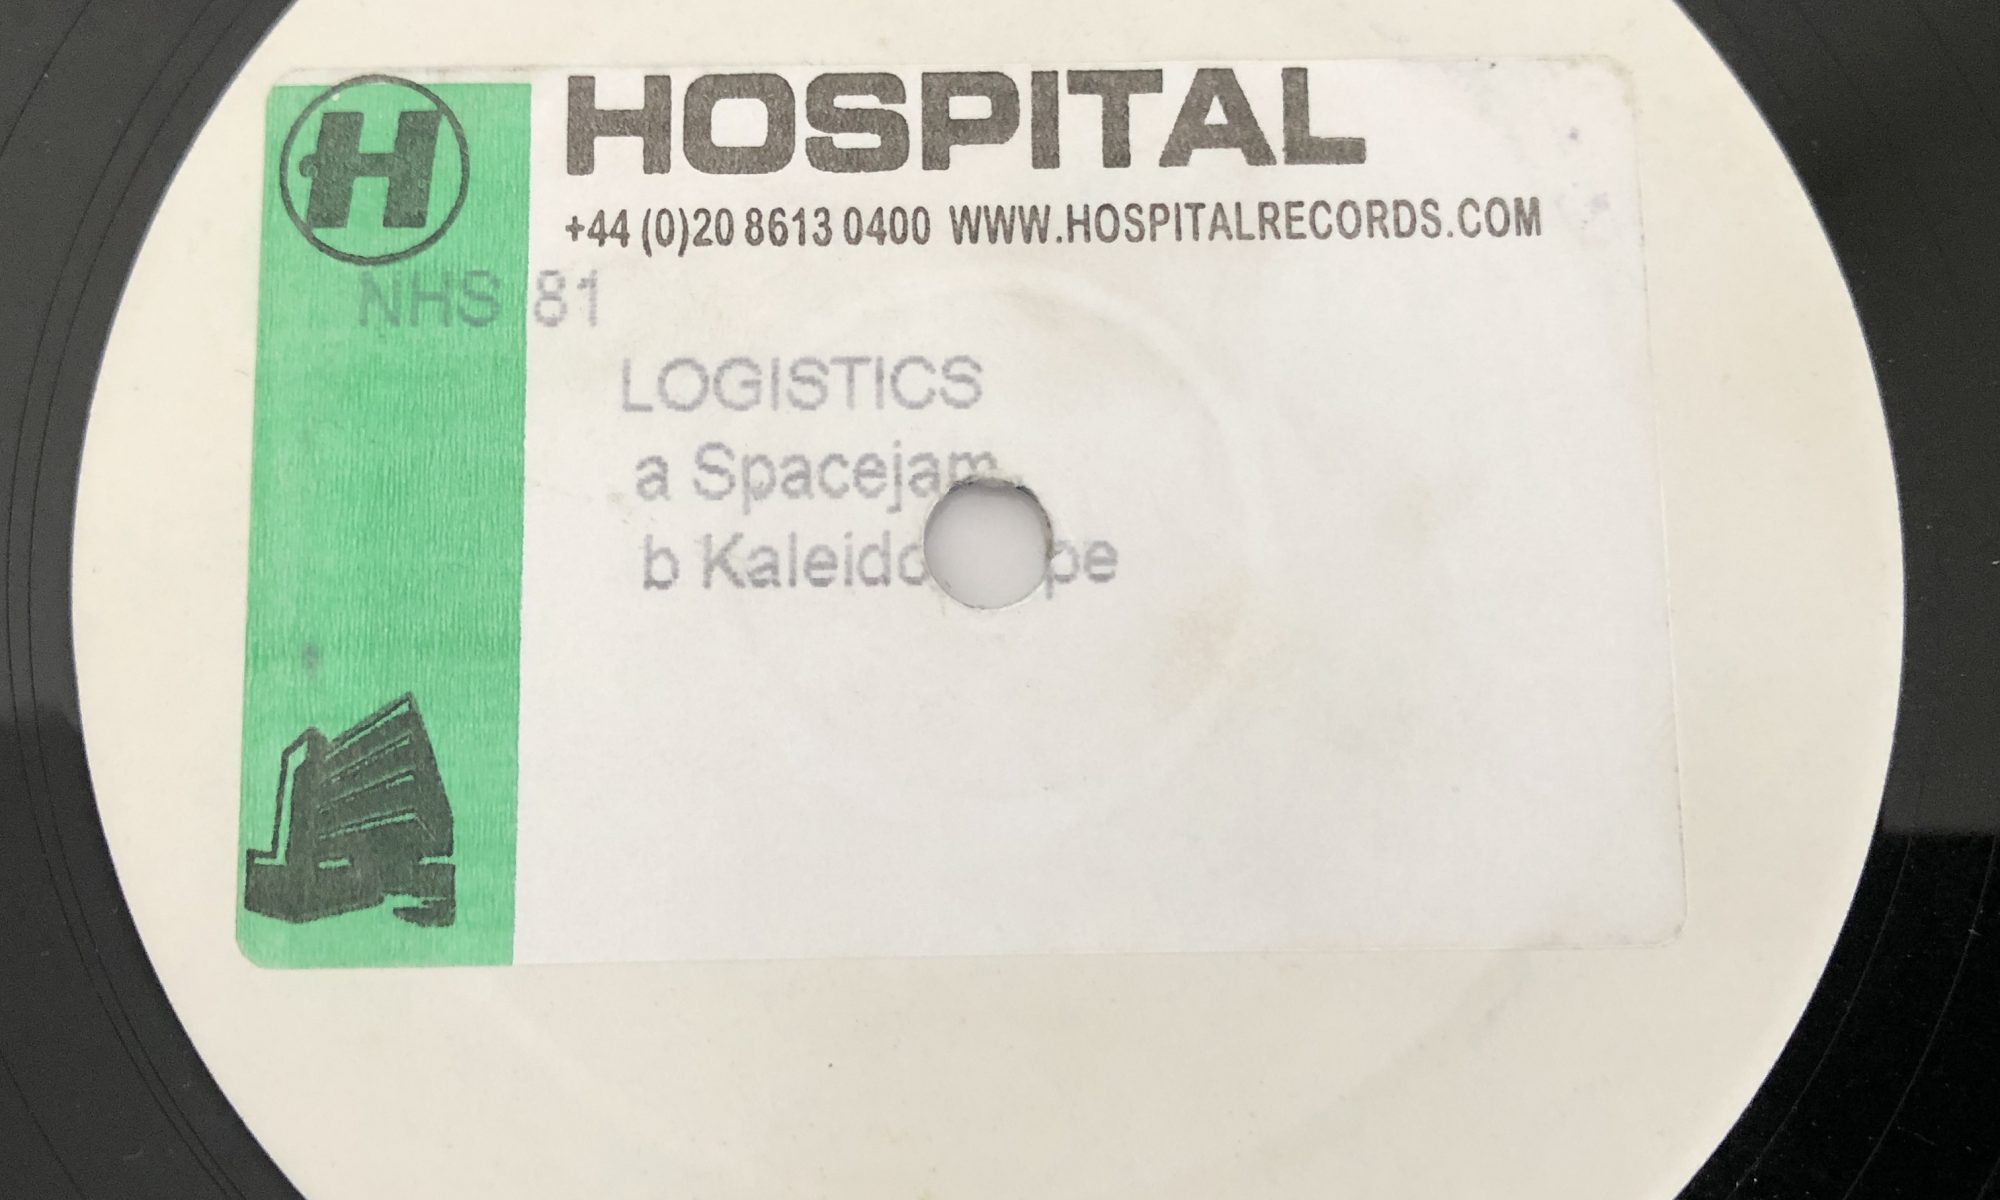 H
HOSPITAL
+44 (0)20 8613 0400 WWW.HOSPITALRECORDS.COM
NHS 81
LOGISTICS
a Spacejam
b